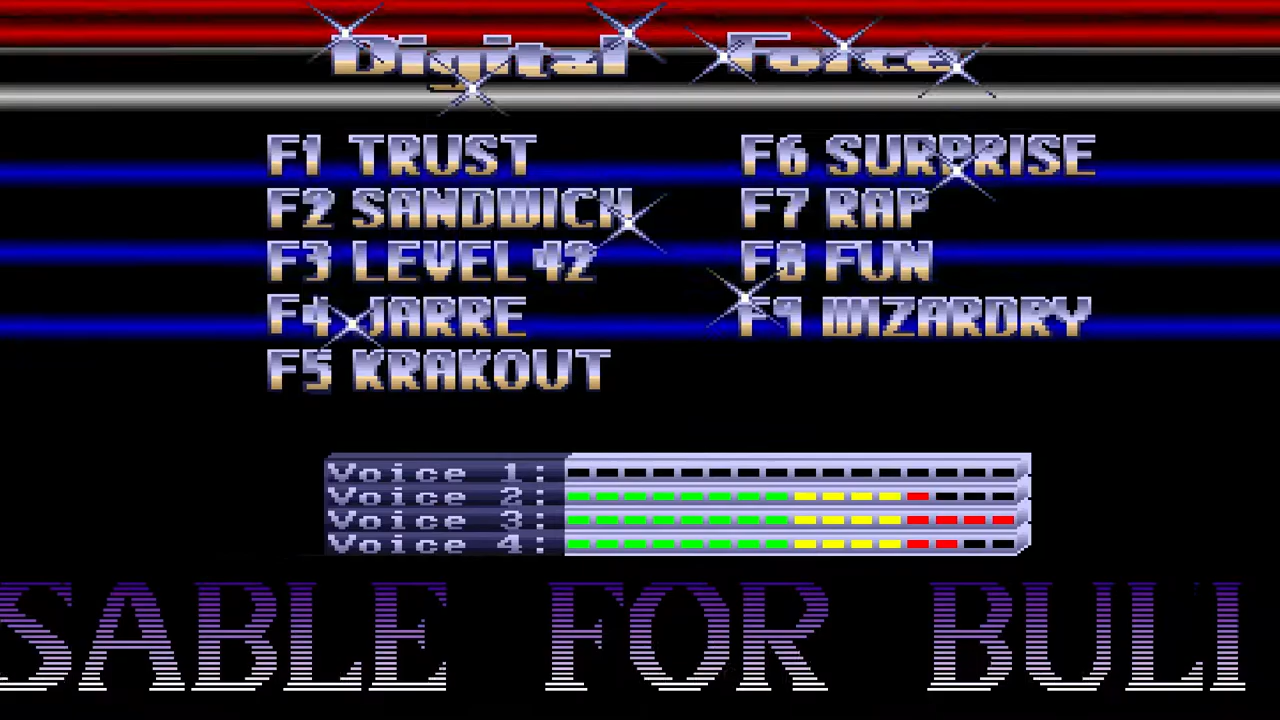 Digital Force
F1 TRUST
F2 SANDWICH
F3 LEVEL 42
F4 JARRE
F5 KRAKOUT
F6 SURPRISE
F7 RAP
F8 FUN
F9 WIZARDRY
Voice 1:
Voice 2:
Voice 3:
Voice 4:
SABLE FOR BULI